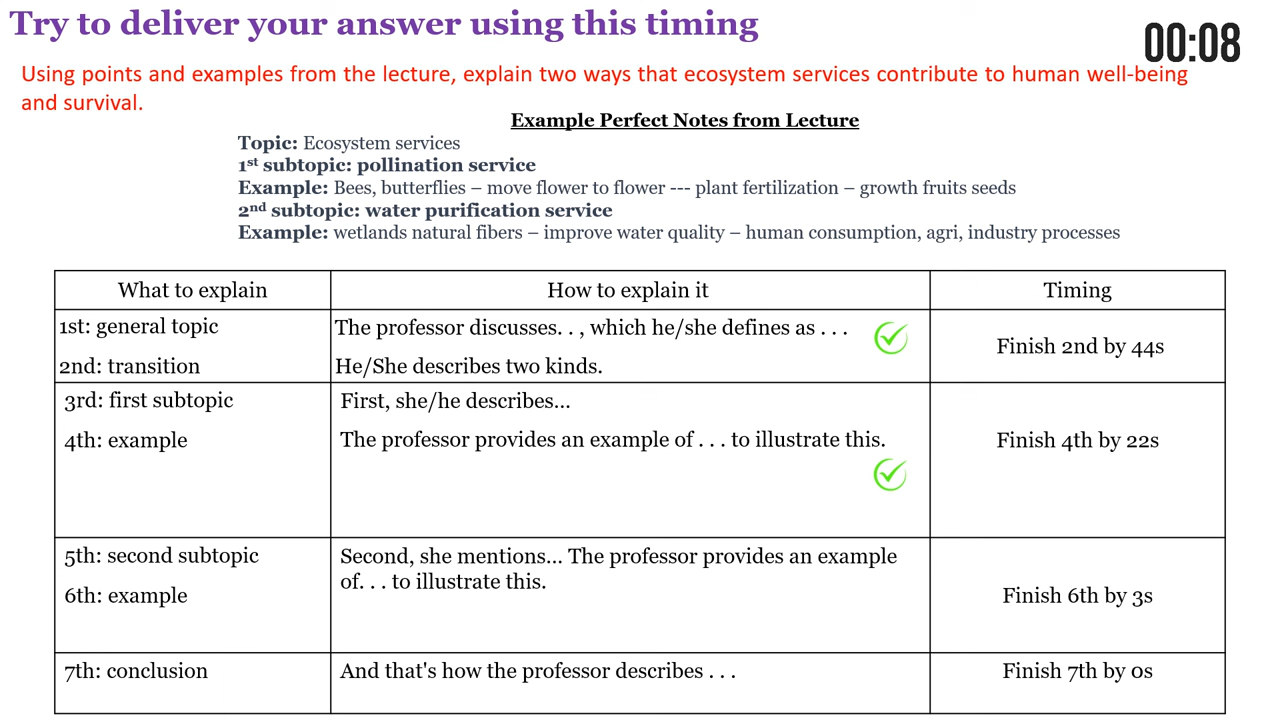 Try to deliver your answer using this timing
00:08
Using points and examples from the lecture, explain two ways that ecosystem services contribute to human well-being
and survival.
Example Perfect Notes from Lecture
Topic: Ecosystem services
1st subtopic: pollination service
Example: Bees, butterflies – move flower to flower --- plant fertilization – growth fruits seeds
2nd subtopic: water purification service
Example: wetlands natural fibers – improve water quality – human consumption, agri, industry processes
What to explain
How to explain it
Timing
1st: general topic
The professor discusses. . , which he/she defines as . . .
2nd: transition
He/She describes two kinds.
Finish 2nd by 44s
3rd: first subtopic
First, she/he describes...
4th: example
The professor provides an example of . . . to illustrate this.
Finish 4th by 22s
5th: second subtopic
Second, she mentions... The professor provides an example
of. . . to illustrate this.
6th: example
Finish 6th by 3s
7th: conclusion
And that's how the professor describes . . .
Finish 7th by 0s